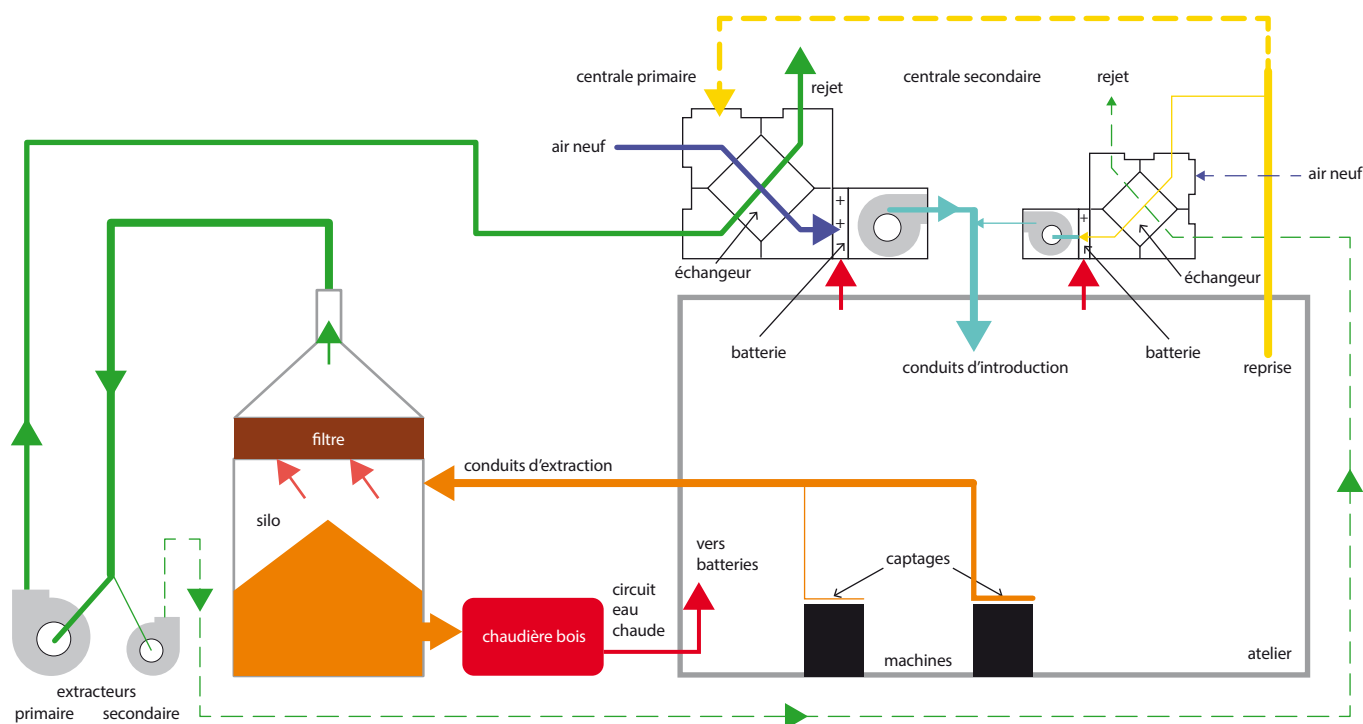 centrale primaire
rejet
centrale secondaire
rejet
air neuf
air neuf
+
+
+
échangeur
échangeur
batterie
conduits d'introduction
batterie
reprise
filtre
conduits d'extraction
silo
vers
batteries
captages
circuit
eau
chaude
chaudière bois
machines
atelier
extracteurs
primaire
secondaire